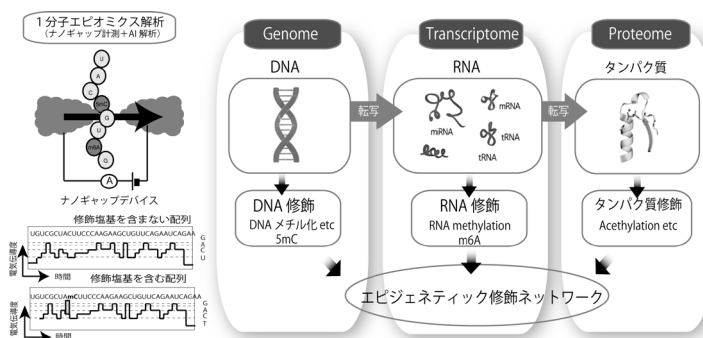 1分子エピオミクス解析
(ナノギャップ計測+AI 解析)
U
A
C
5mC
G
U
m6A
G
A
ナノギャップデバイス
修飾塩基を含まない配列
UGUCGCUACUUCCCAAGAAGCUGUUCAGAAUCAGAA
G
A
C
U
電気伝導度
時間
修飾塩基を含む配列
UGUCGCUAmCUUCCCAAGAAGCUGUUCAGAAUCAGAA
G
A
C
T
電気伝導度
時間
Genome
DNA
転写
DNA 修飾
DNA メチル化 etc
5mC
Transcriptome
RNA
miRNA
mRNA
tRNA
tRNA
転写
RNA 修飾
RNA methylation
m6A
Proteome
タンパク質
タンパク質修飾
Acethylation etc
エピジェネティック修飾ネットワーク